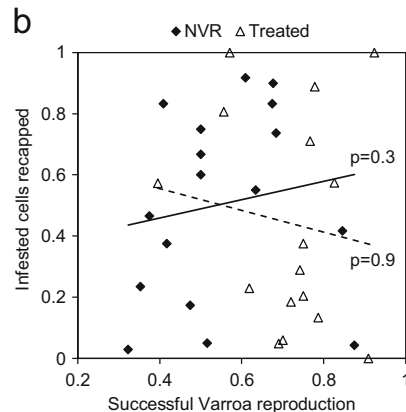 b
NVR Treated
1
0.8
0.6
0.4
0.2
0
Infested cells recapped
p=0.3
p=0.9
0.2 0.4 0.6 0.8 1
Successful Varroa reproduction